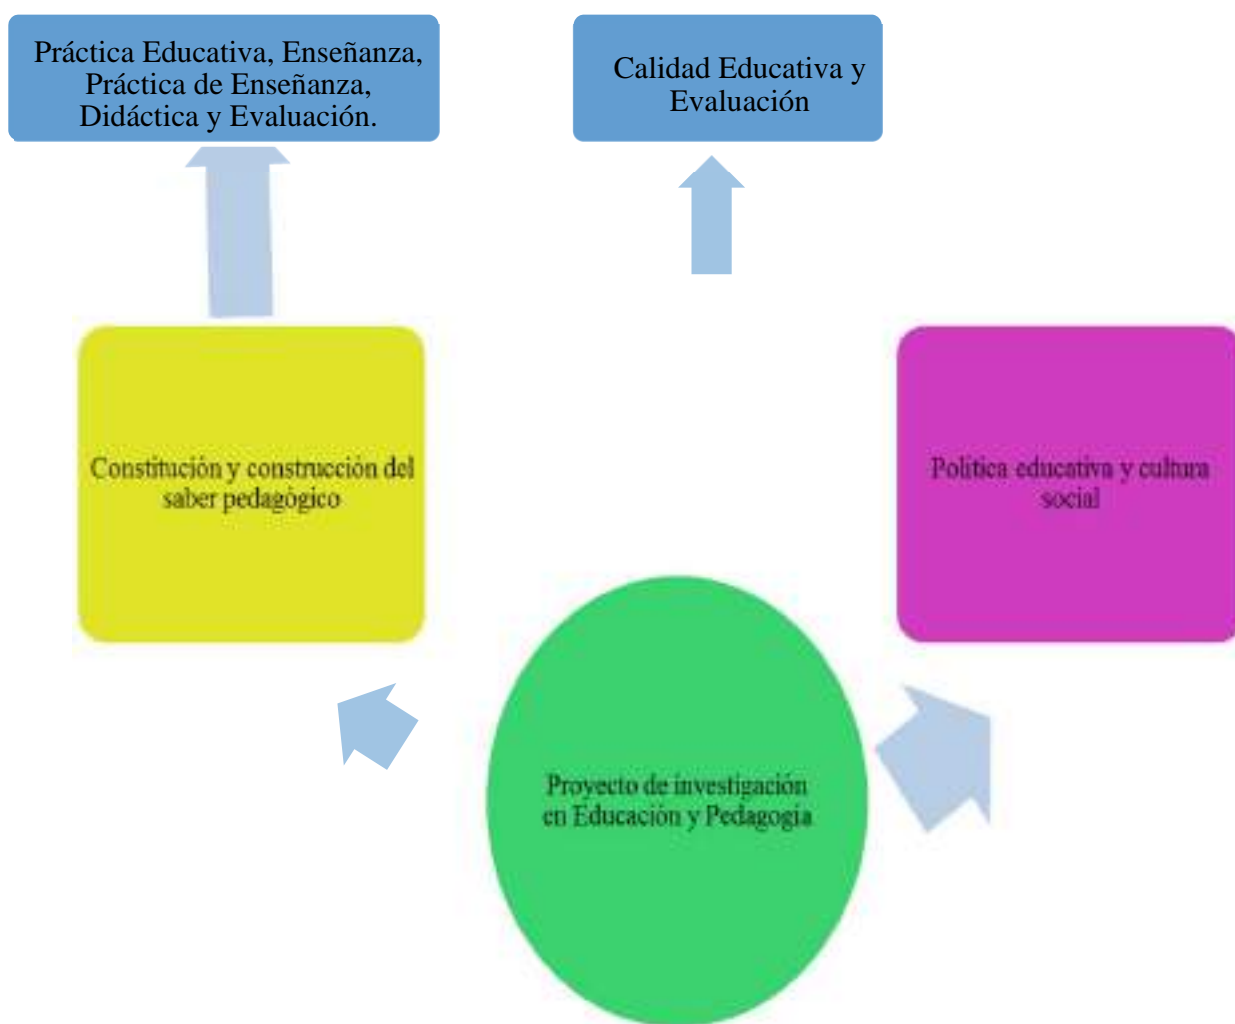 Práctica Educativa, Enseñanza,
Práctica de Enseñanza,
Didáctica y Evaluación.
Calidad Educativa y
Evaluación
Constitución y construcción del
saber pedagógico
Política educativa y cultura
social
Proyecto de investigación
en Educación y Pedagogía